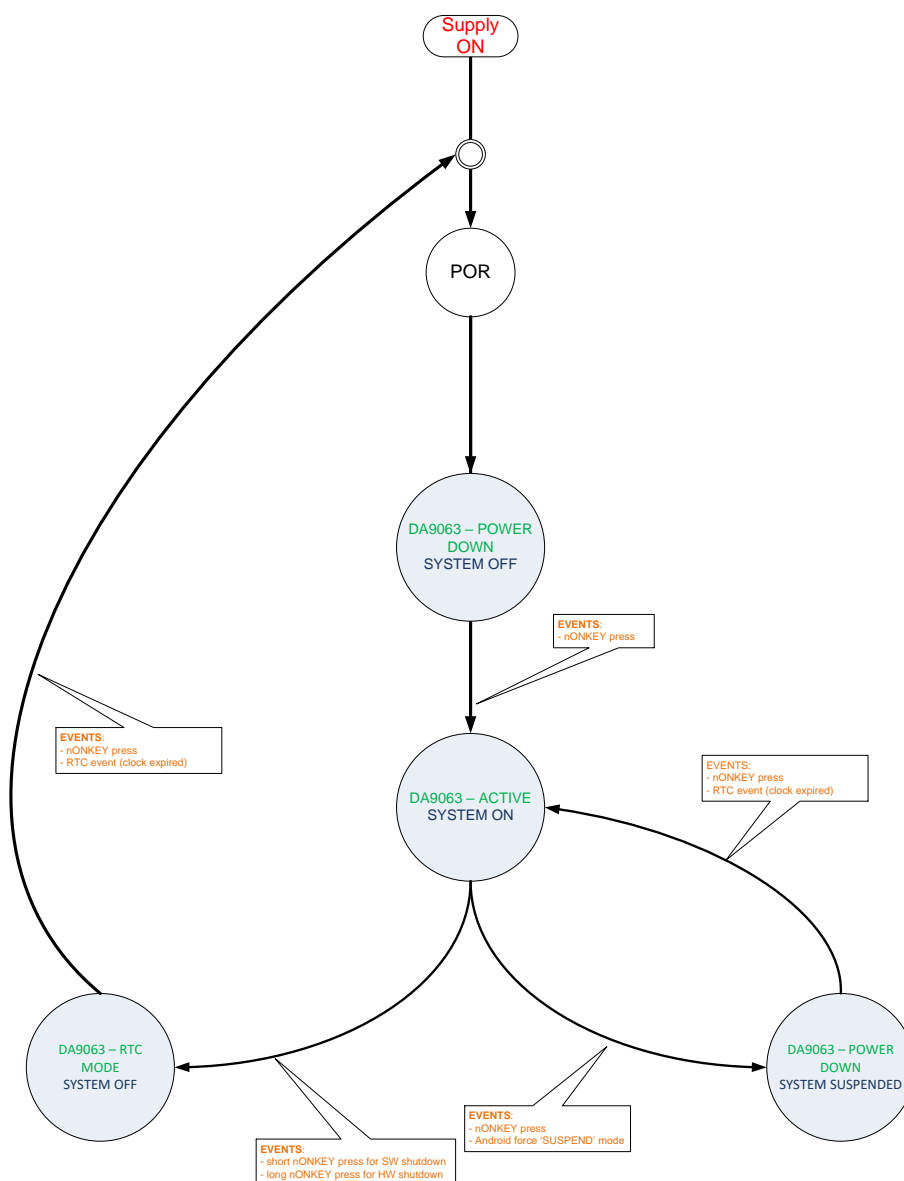 Supply
ON
POR
DA9063 – POWER
DOWN
SYSTEM OFF
EVENTS:
- nONKEY press
EVENTS:
- nONKEY press
- RTC event (clock expired)
DA9063 – ACTIVE
SYSTEM ON
EVENTS:
- nONKEY press
- RTC event (clock expired)
DA9063 – RTC
MODE
SYSTEM OFF
DA9063 – POWER
DOWN
SYSTEM SUSPENDED
EVENTS:
- short nONKEY press for SW shutdown
- long nONKEY press for HW shutdown
EVENTS:
- nONKEY press
- Android force 'SUSPEND' mode